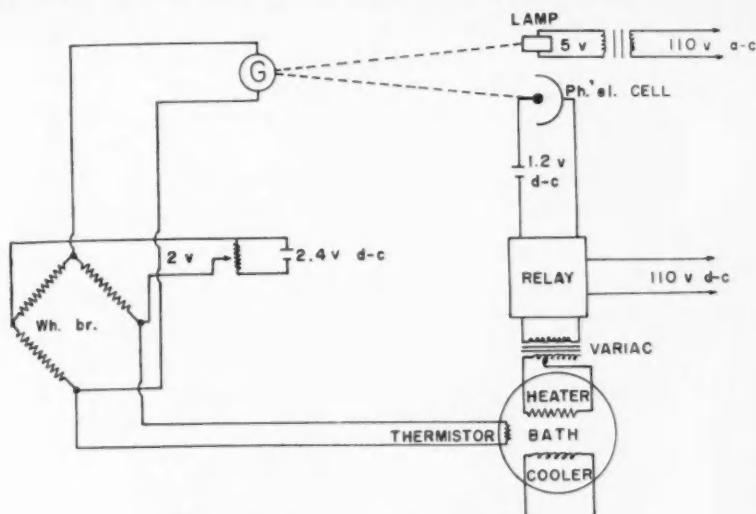 LAMP
5 v
110 v a-c
G
Ph.'el. CELL
1.2 v
d-c
2 v
2.4 v d-c
RELAY
110 v d-c
Wh. br.
VARIAC
HEATER
THERMISTOR
BATH
COOLER